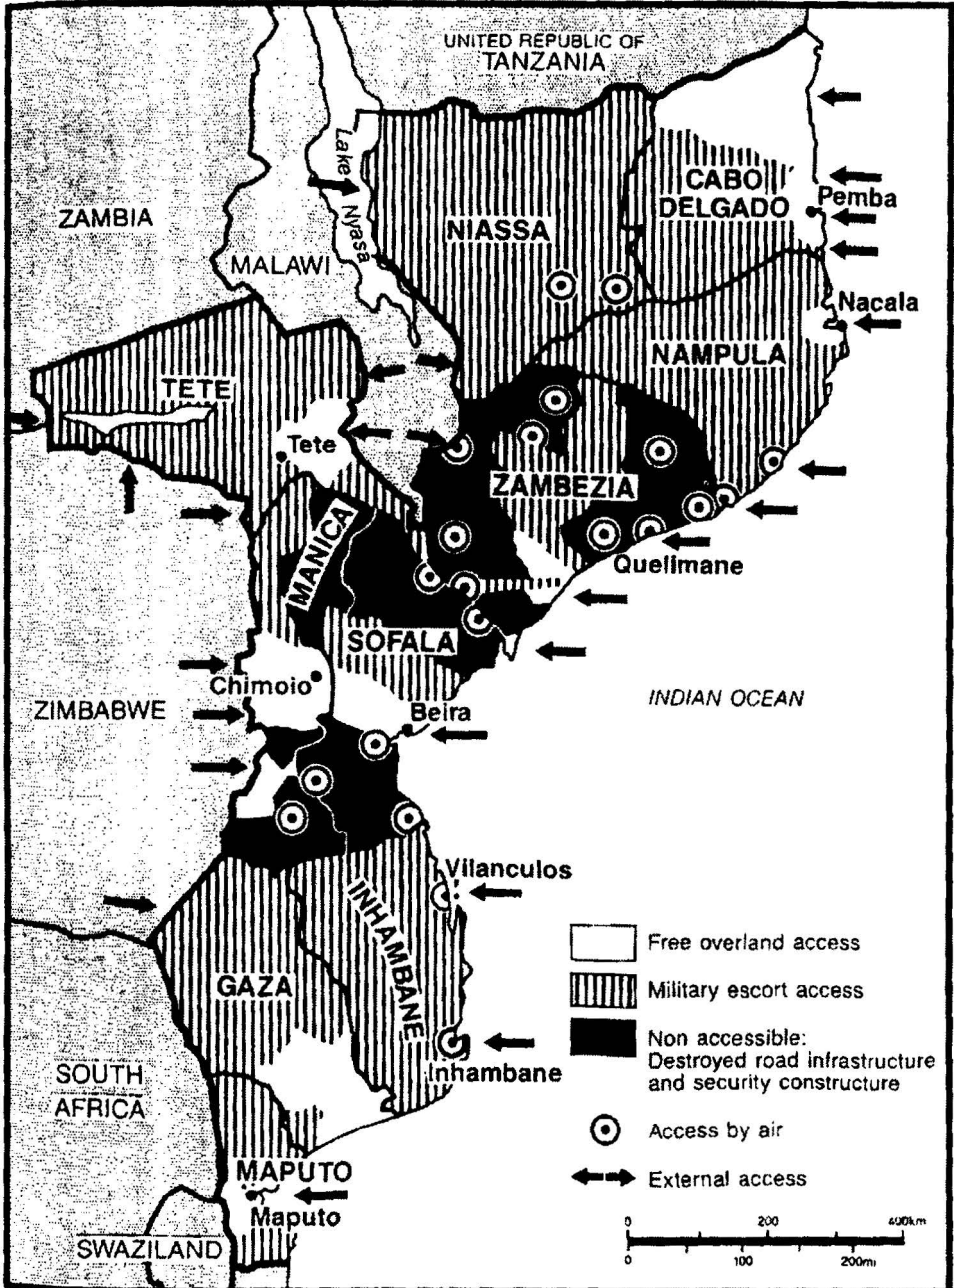 UNITED REPUBLIC OF
TANZANIA
Lake
Nyasa
ZAMBIA
MALAWI
NIASSA
CABO
DELGADO
Pemba
Nacala
NAMPULA
TETE
Tete
ZAMBEZIA
MANICA
Quelimane
SOFALA
Chimoio
ZIMBABWE
Beira
INDIAN OCEAN
Vilanculos
INHAMBANE
GAZA
Inhambane
SOUTH
AFRICA
MAPUTO
Maputo
SWAZILAND
Free overland access
Military escort access
Non accessible:
Destroyed road infrastructure
and security constructure
Access by air
External access
0 200 400km
0 100 200mi